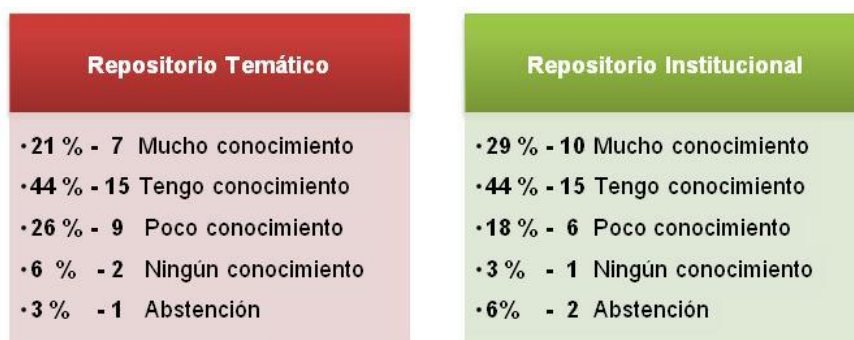 Repositorio Temático
• 21 % - 7 Mucho conocimiento
• 44 % - 15 Tengo conocimiento
• 26 % - 9 Poco conocimiento
• 6 % - 2 Ningún conocimiento
• 3 % - 1 Abstención
Repositorio Institucional
• 29 % - 10 Mucho conocimiento
• 44 % - 15 Tengo conocimiento
• 18 % - 6 Poco conocimiento
• 3 % - 1 Ningún conocimiento
• 6% - 2 Abstención